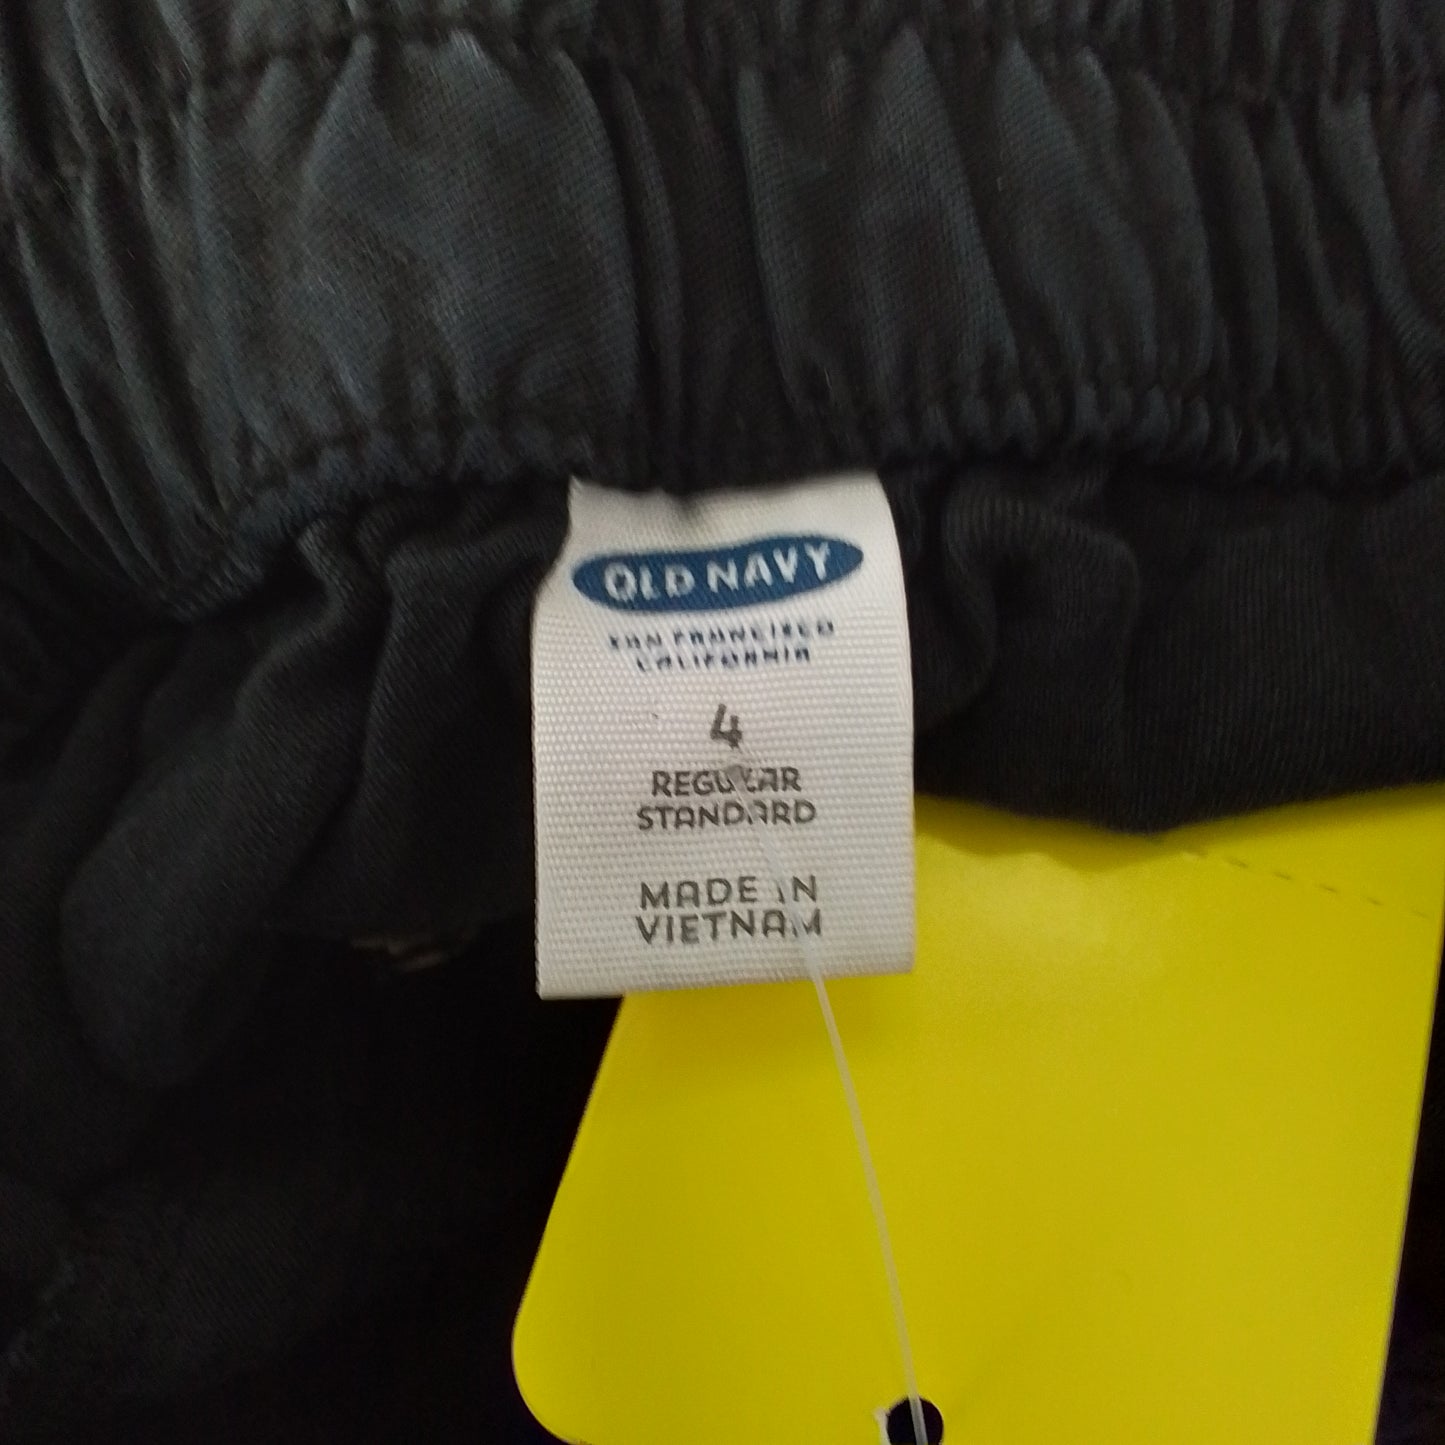 OLD NAVY
SAN FRANCISCO
CALIFORNIA
4
REGULAR
STANDARD
MADE IN
VIETNAM